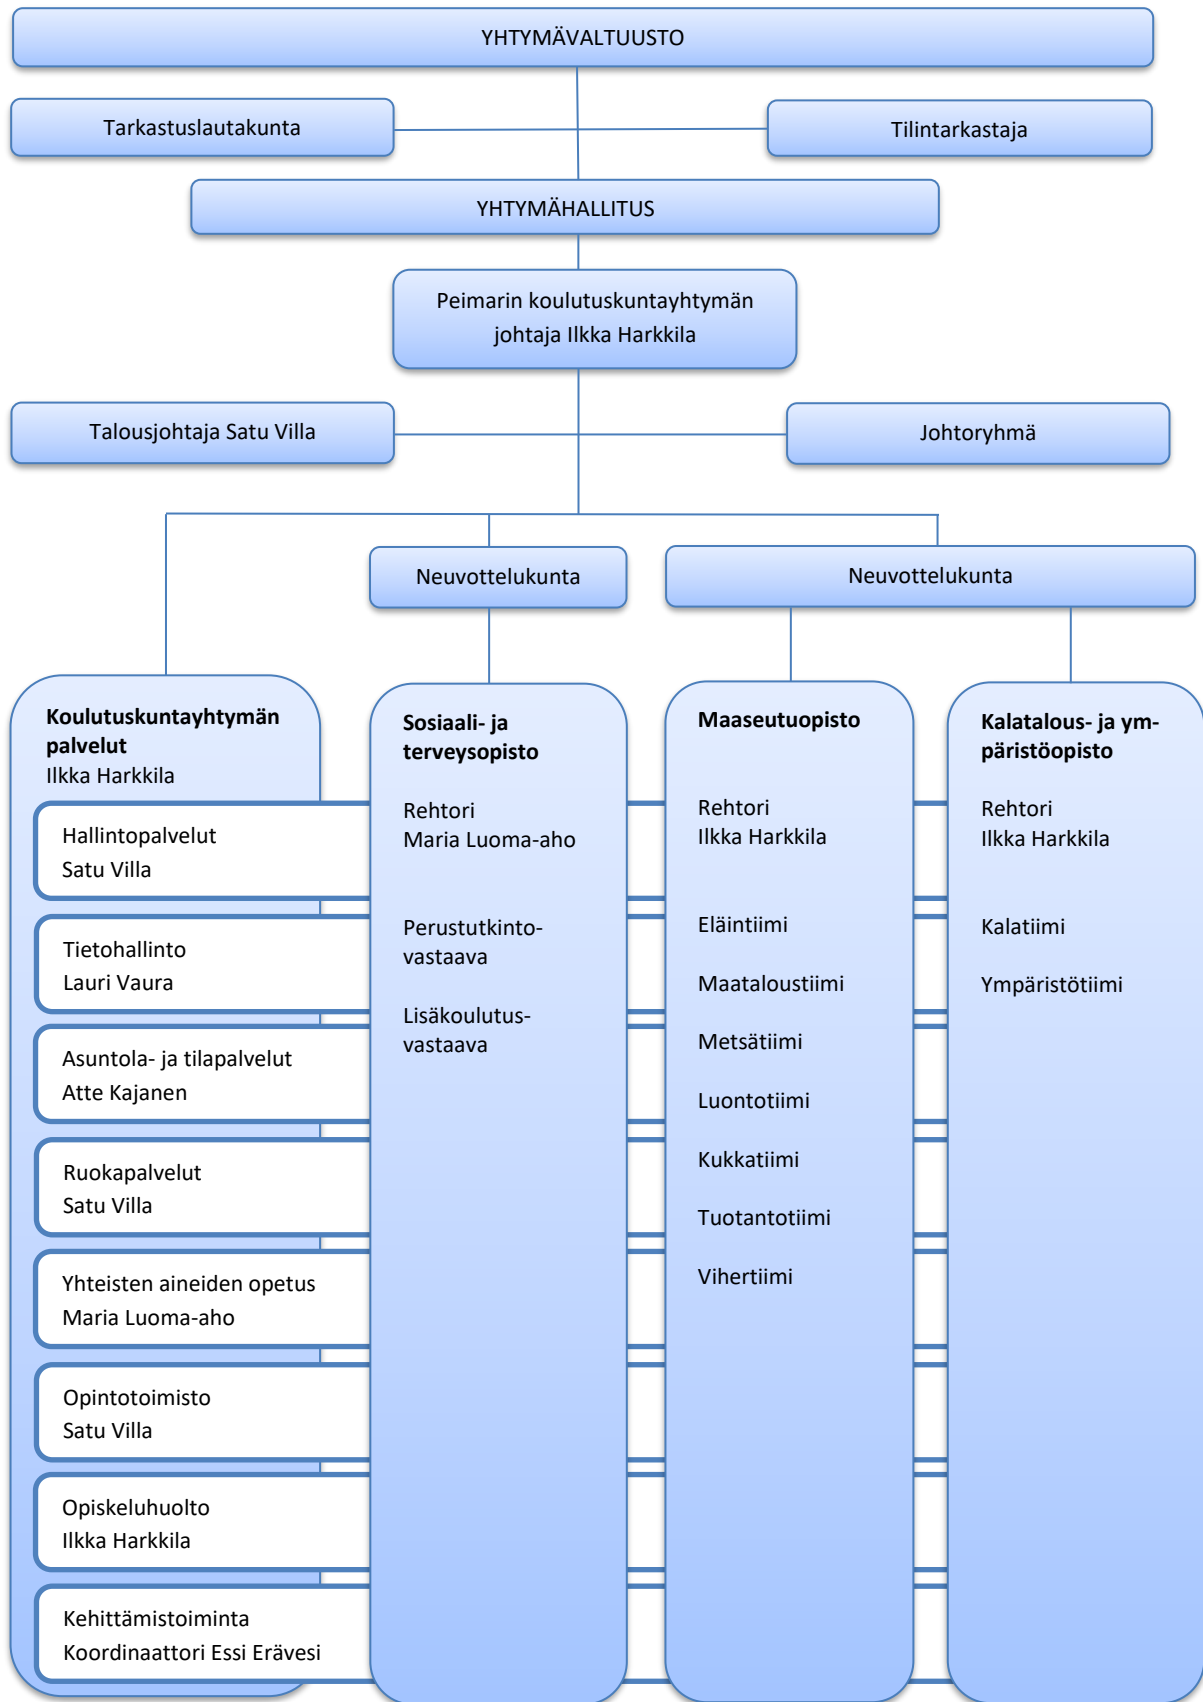 YHTYMÄVALTUUSTO
Tarkastuslautakunta
Tilintarkastaja
YHTYMÄHALLITUS
Peimarin koulutuskuntayhtymän
johtaja Ilkka Harkkila
Talousjohtaja Satu Villa
Johtoryhmä
Neuvottelukunta
Neuvottelukunta
Koulutuskuntayhtymän
palvelut
Ilkka Harkkila
Hallintopalvelut
Satu Villa
Tietohallinto
Lauri Vaura
Asuntola- ja tilapalvelut
Atte Kajanen
Ruokapalvelut
Satu Villa
Yhteisten aineiden opetus
Maria Luoma-aho
Opintotoimisto
Satu Villa
Opiskeluhuolto
Ilkka Harkkila
Kehittämistoiminta
Koordinaattori Essi Erävesi
Sosiaali- ja
terveysopisto
Rehtori
Maria Luoma-aho
Perustutkinto-
vastaava
Lisäkoulutus-
vastaava
Maaseutuopisto
Rehtori
Ilkka Harkkila
Eläintiimi
Maataloustiimi
Metsätiimi
Luontotiimi
Kukkatiimi
Tuotantotiimi
Vihertiimi
Kalatalous- ja ym-
päristöopisto
Rehtori
Ilkka Harkkila
Kalatiimi
Ympäristötiimi